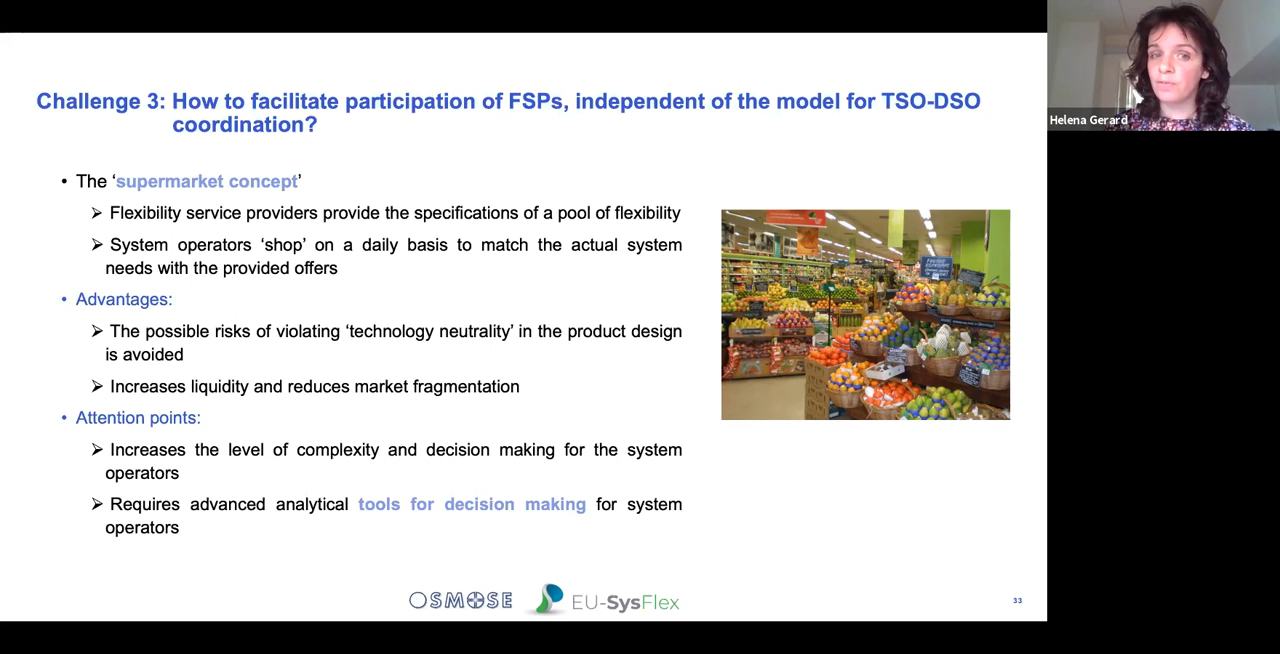 Challenge 3: How to facilitate participation of FSPs, independent of the model for TSO-DSO
coordination?
• The ‘supermarket concept’
➢ Flexibility service providers provide the specifications of a pool of flexibility
➢ System operators ‘shop’ on a daily basis to match the actual system
needs with the provided offers
• Advantages:
➢ The possible risks of violating ‘technology neutrality’ in the product design
is avoided
➢ Increases liquidity and reduces market fragmentation
• Attention points:
➢ Increases the level of complexity and decision making for the system
operators
➢ Requires advanced analytical tools for decision making for system
operators
OSMOSE EU-SysFlex
33
Helena Gerard